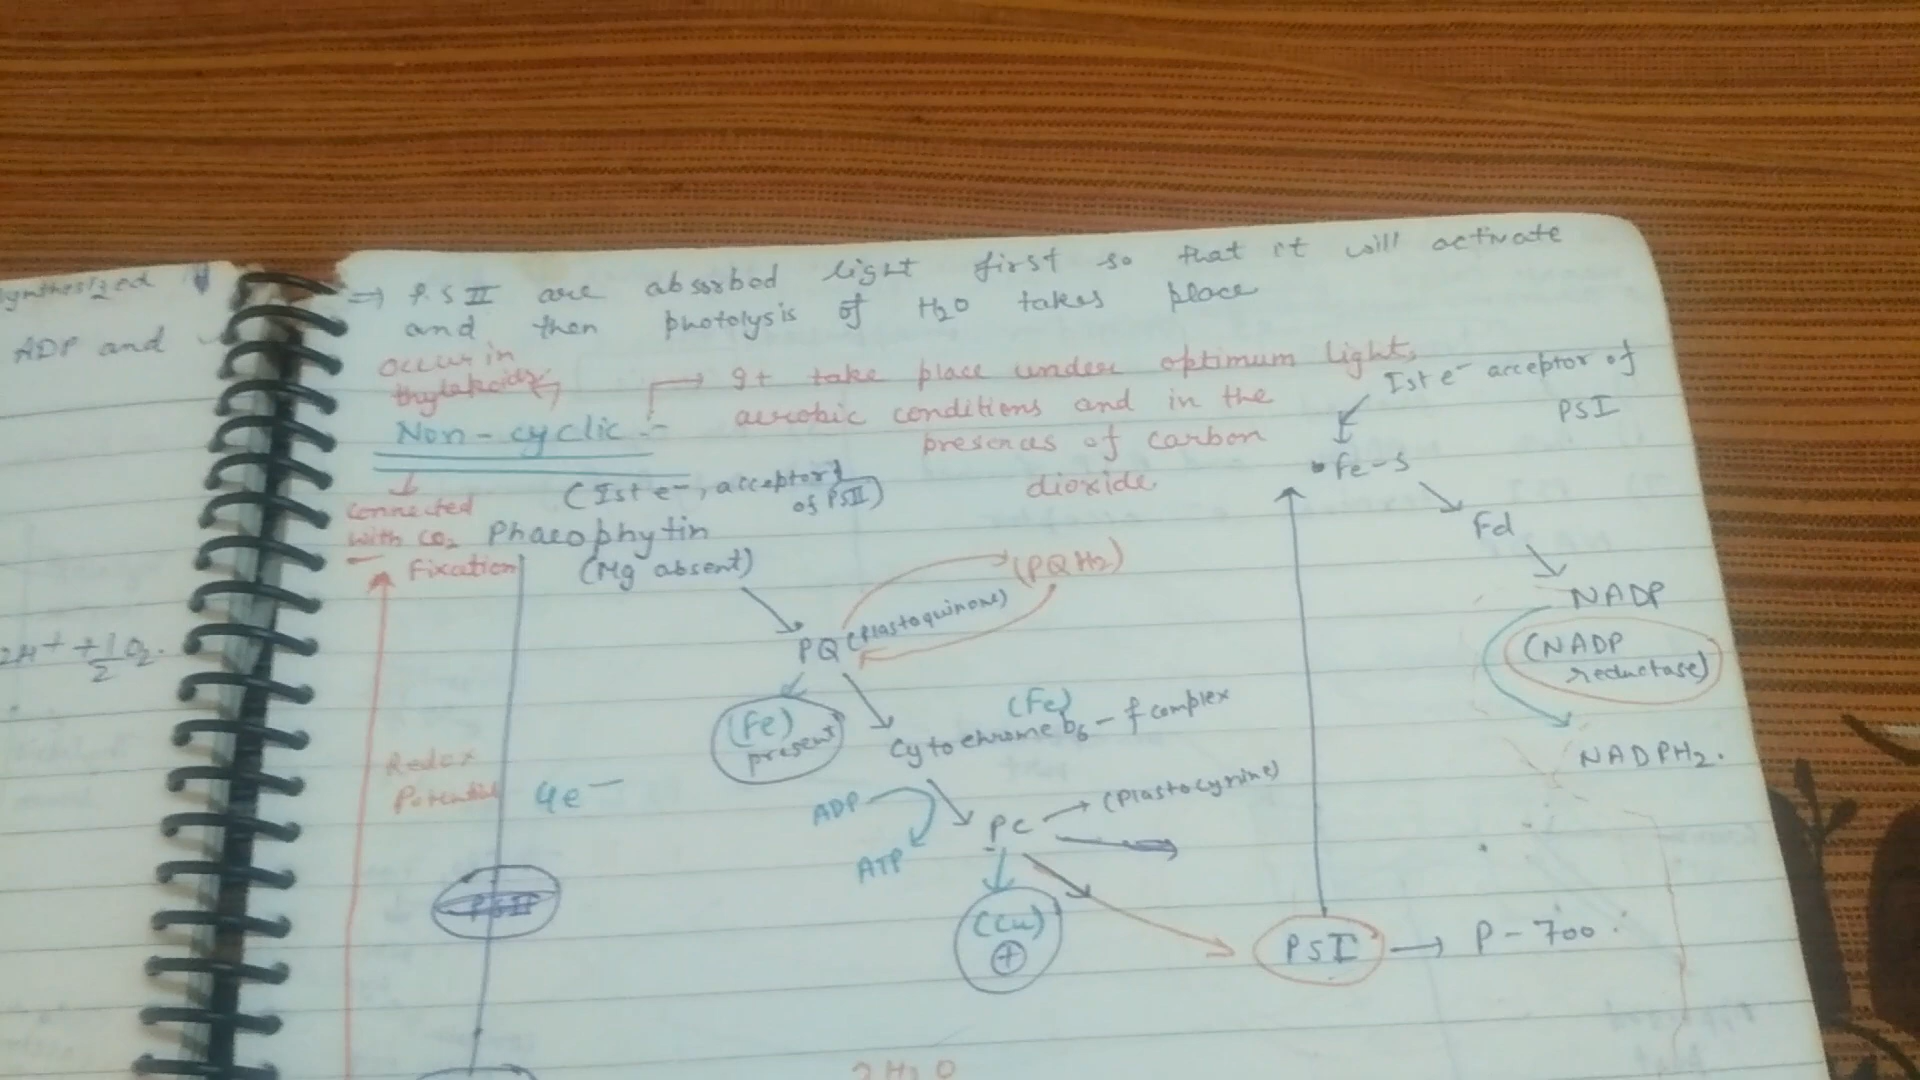 ynthesized
ADP and
2H+ + 1/2 O2.
⇒ P.S II are absorbed light first so that it will activate
and then photolysis of H2O takes place
occur in
thylakoids
→ It take place under optimum light,
aerobic conditions and in the
presences of carbon
dioxide
Non-cyclic :-
Ist e- acceptor of
PSI
Fe-S
Fd
NADP
(NADP
reductase)
NADPH2.
connected
with CO2
fixation
(Ist e-, acceptor
of PSII)
Phaeophytin
(Mg absent)
(PQH2)
PQ (Plastoquinone)
(Fe)
present
(Fe)
Cytochrome b6-f complex
Redox
Potential
4e-
ADP
ATP
PC → (Plastocynine)
(Cu)
+
PSII
PSI → P-700.
2H2O